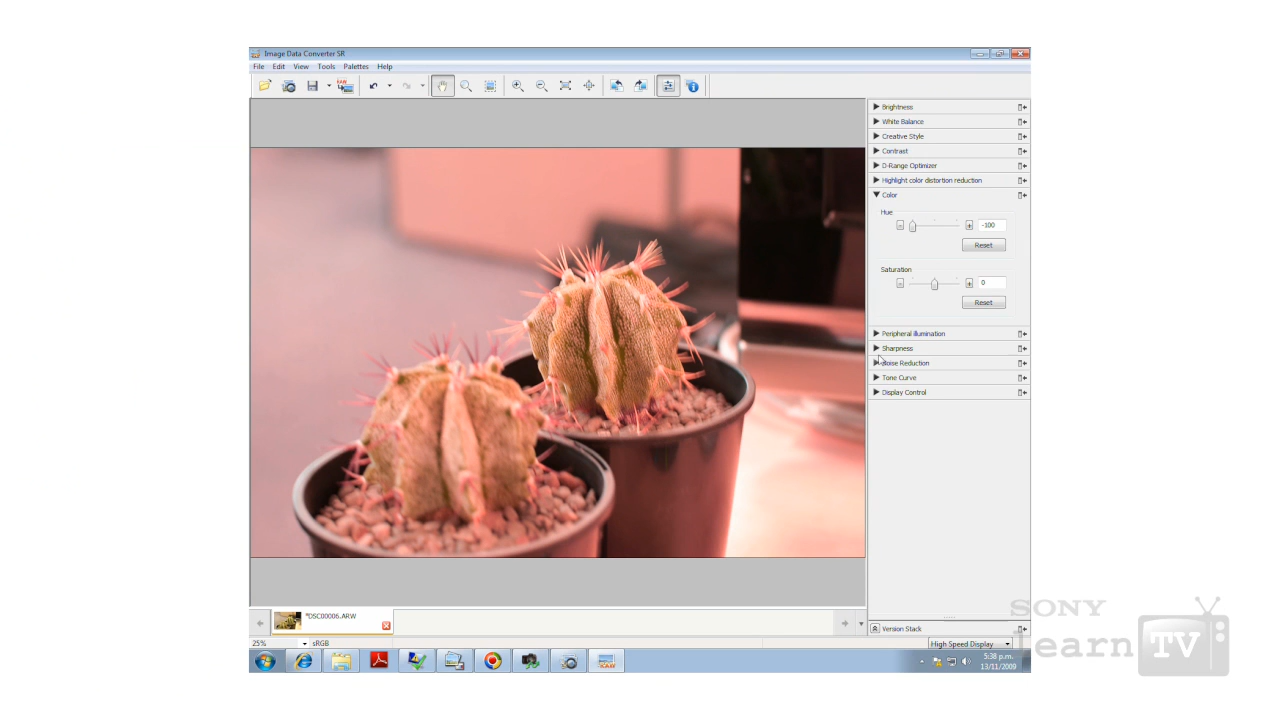 Image Data Converter SR
File Edit View Tools Palettes Help
RAW
Brightness
White Balance
Creative Style
Contrast
D-Range Optimizer
Highlight color distortion reduction
Color
Hue
-100
Reset
Saturation
0
Reset
Peripheral illumination
Sharpness
Noise Reduction
Tone Curve
Display Control
*DSC00006.ARW
Version Stack
25% sRGB
High Speed Display
RAW
5:38 p.m.
13/11/2009
SONY
Learn TV